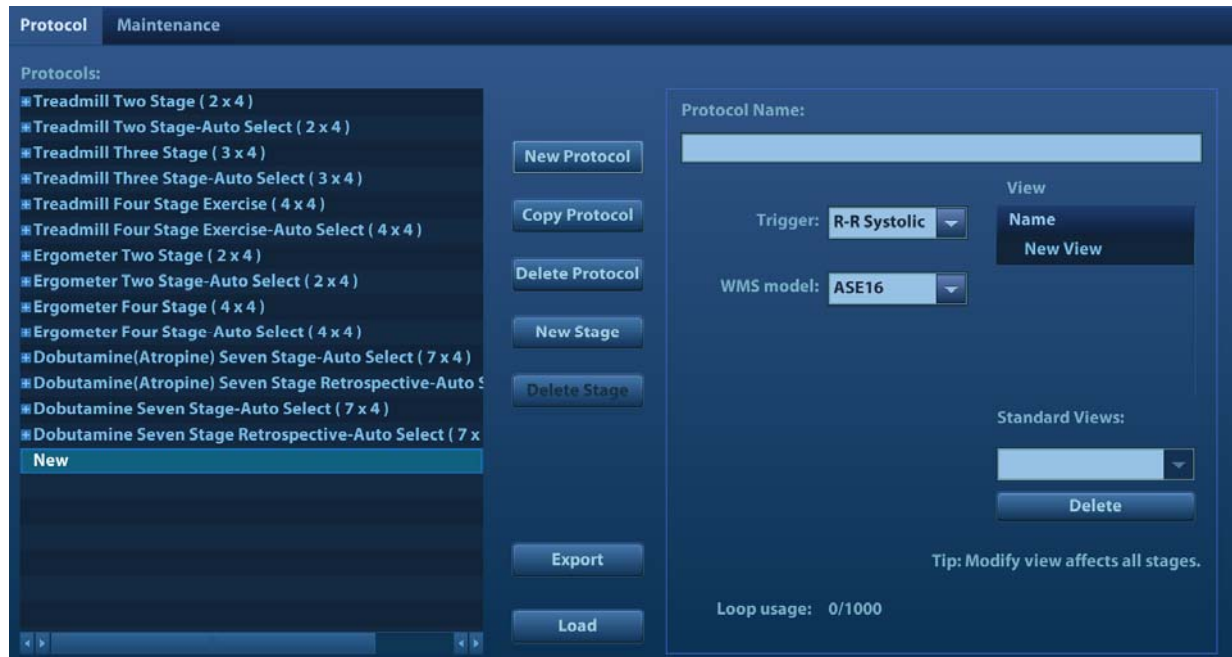 Protocol Maintenance
Protocols:
Treadmill Two Stage ( 2 x 4 )
Treadmill Two Stage-Auto Select ( 2 x 4 )
Treadmill Three Stage ( 3 x 4 )
Treadmill Three Stage-Auto Select ( 3 x 4 )
Treadmill Four Stage Exercise ( 4 x 4 )
Treadmill Four Stage Exercise-Auto Select ( 4 x 4 )
Ergometer Two Stage ( 2 x 4 )
Ergometer Two Stage-Auto Select ( 2 x 4 )
Ergometer Four Stage ( 4 x 4 )
Ergometer Four Stage-Auto Select ( 4 x 4 )
Dobutamine(Atropine) Seven Stage-Auto Select ( 7 x 4 )
Dobutamine(Atropine) Seven Stage Retrospective-Auto S
Dobutamine Seven Stage-Auto Select ( 7 x 4 )
Dobutamine Seven Stage Retrospective-Auto Select ( 7 x
New
New Protocol
Copy Protocol
Delete Protocol
New Stage
Delete Stage
Export
Load
Protocol Name:
Trigger: R-R Systolic
WMS model: ASE16
View
Name
New View
Standard Views:
Delete
Tip: Modify view affects all stages.
Loop usage: 0/1000